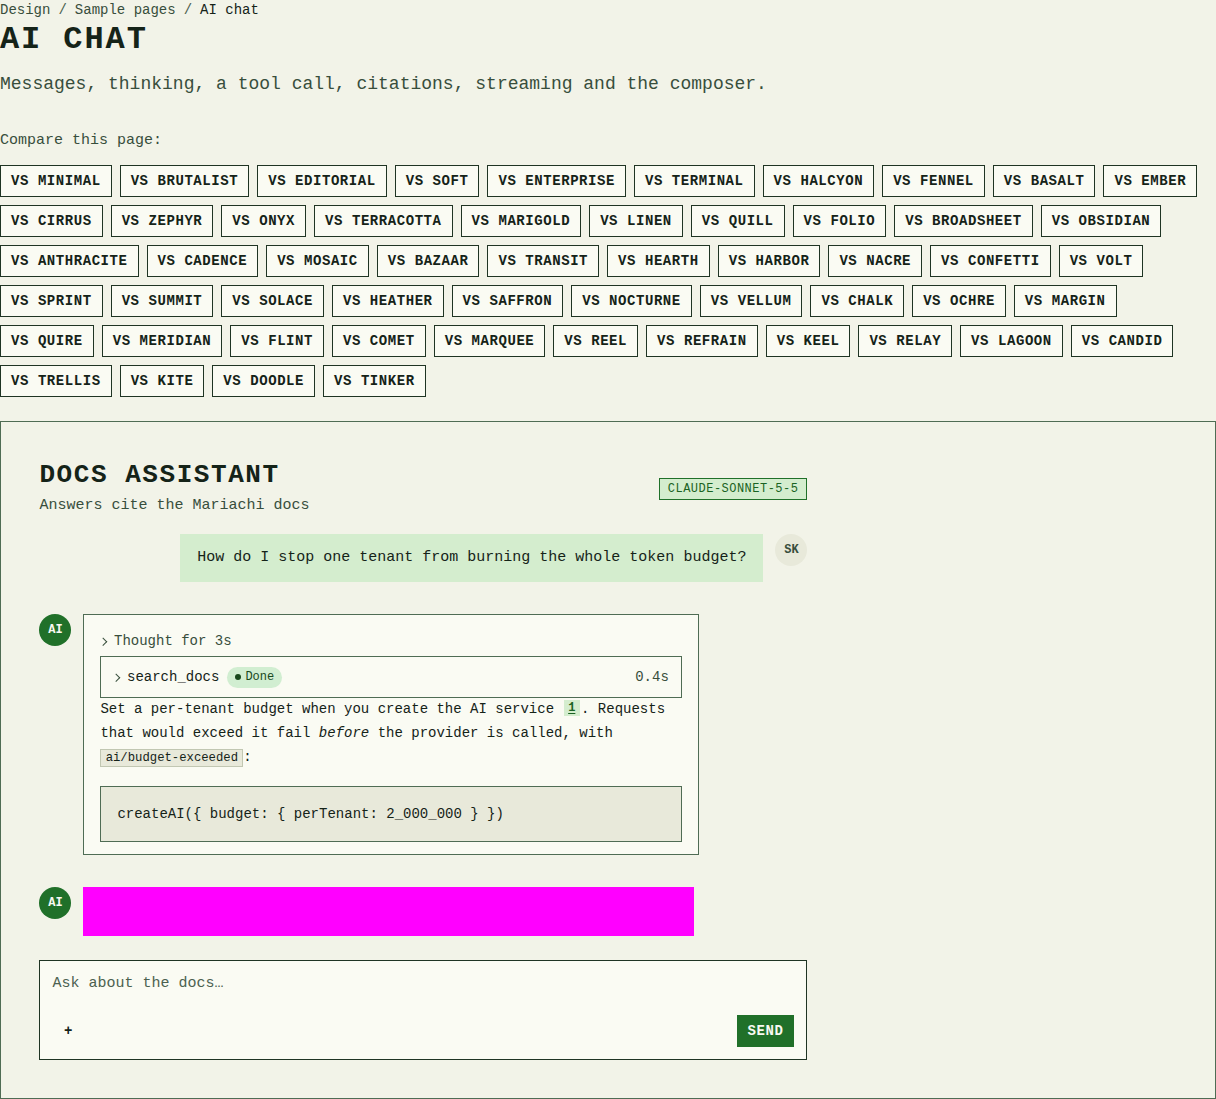 Design / Sample pages / AI chat
AI CHAT
Messages, thinking, a tool call, citations, streaming and the composer.
Compare this page:
VS MINIMAL VS BRUTALIST VS EDITORIAL VS SOFT VS ENTERPRISE VS TERMINAL VS HALCYON VS FENNEL VS BASALT VS EMBER
VS CIRRUS VS ZEPHYR VS ONYX VS TERRACOTTA VS MARIGOLD VS LINEN VS QUILL VS FOLIO VS BROADSHEET VS OBSIDIAN
VS ANTHRACITE VS CADENCE VS MOSAIC VS BAZAAR VS TRANSIT VS HEARTH VS HARBOR VS NACRE VS CONFETTI VS VOLT
VS SPRINT VS SUMMIT VS SOLACE VS HEATHER VS SAFFRON VS NOCTURNE VS VELLUM VS CHALK VS OCHRE VS MARGIN
VS QUIRE VS MERIDIAN VS FLINT VS COMET VS MARQUEE VS REEL VS REFRAIN VS KEEL VS RELAY VS LAGOON VS CANDID
VS TRELLIS VS KITE VS DOODLE VS TINKER
DOCS ASSISTANT
Answers cite the Mariachi docs
CLAUDE-SONNET-5-5
How do I stop one tenant from burning the whole token budget?
SK
AI
Thought for 3s
search_docs Done 0.4s
Set a per-tenant budget when you create the AI service 1. Requests
that would exceed it fail before the provider is called, with
ai/budget-exceeded:
createAI({ budget: { perTenant: 2_000_000 } })
AI
Ask about the docs…
+
SEND